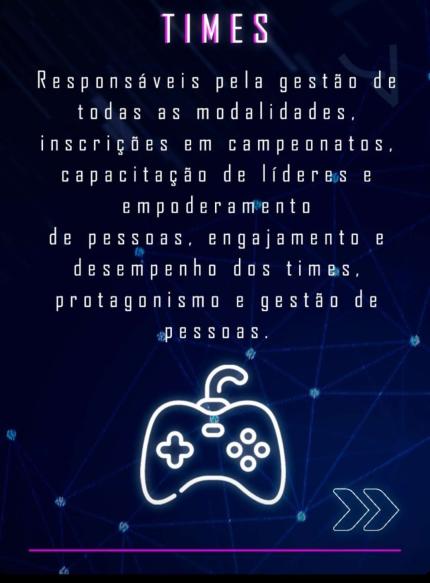 TIMES
Responsáveis pela gestão de
todas as modalidades,
inscrições em campeonatos,
capacitação de líderes e
empoderamento
de pessoas, engajamento e
desempenho dos times,
protagonismo e gestão de
pessoas.